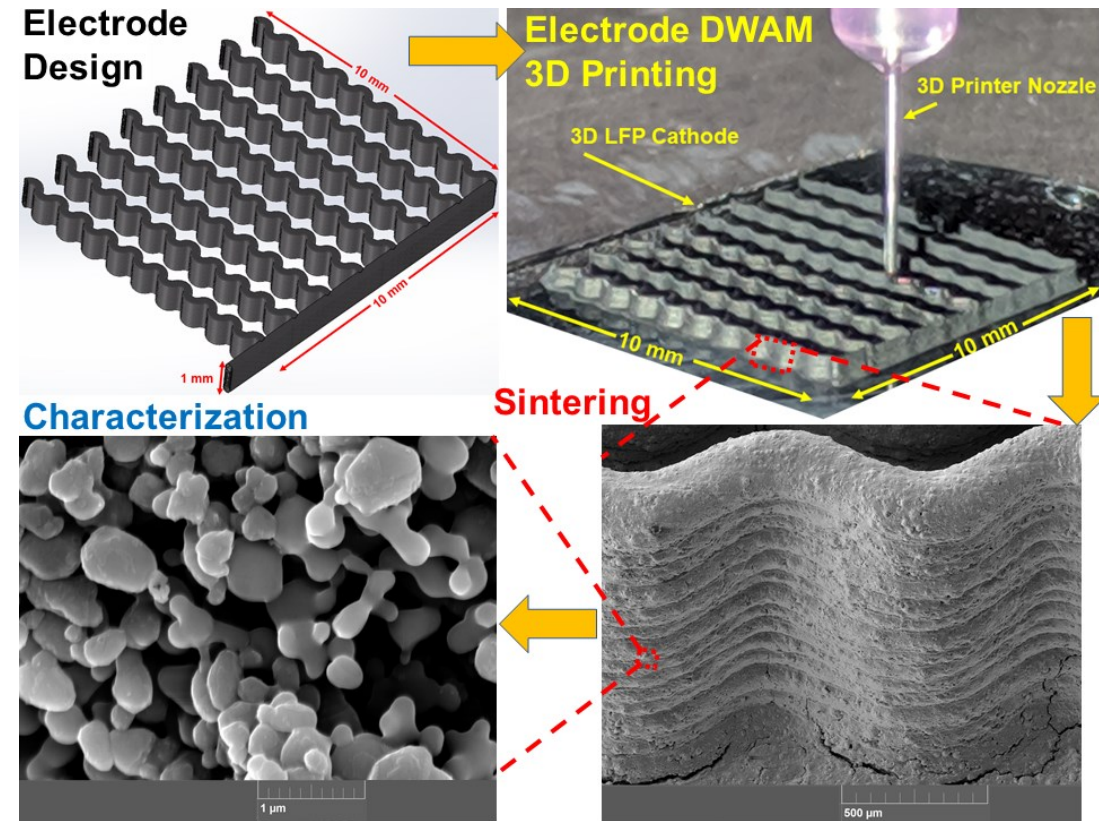 Electrode
Design
10 mm
10 mm
1 mm
Electrode DWAM
3D Printing
3D Printer Nozzle
3D LFP Cathode
10 mm
10 mm
Characterization
Sintering
1 µm
500 µm